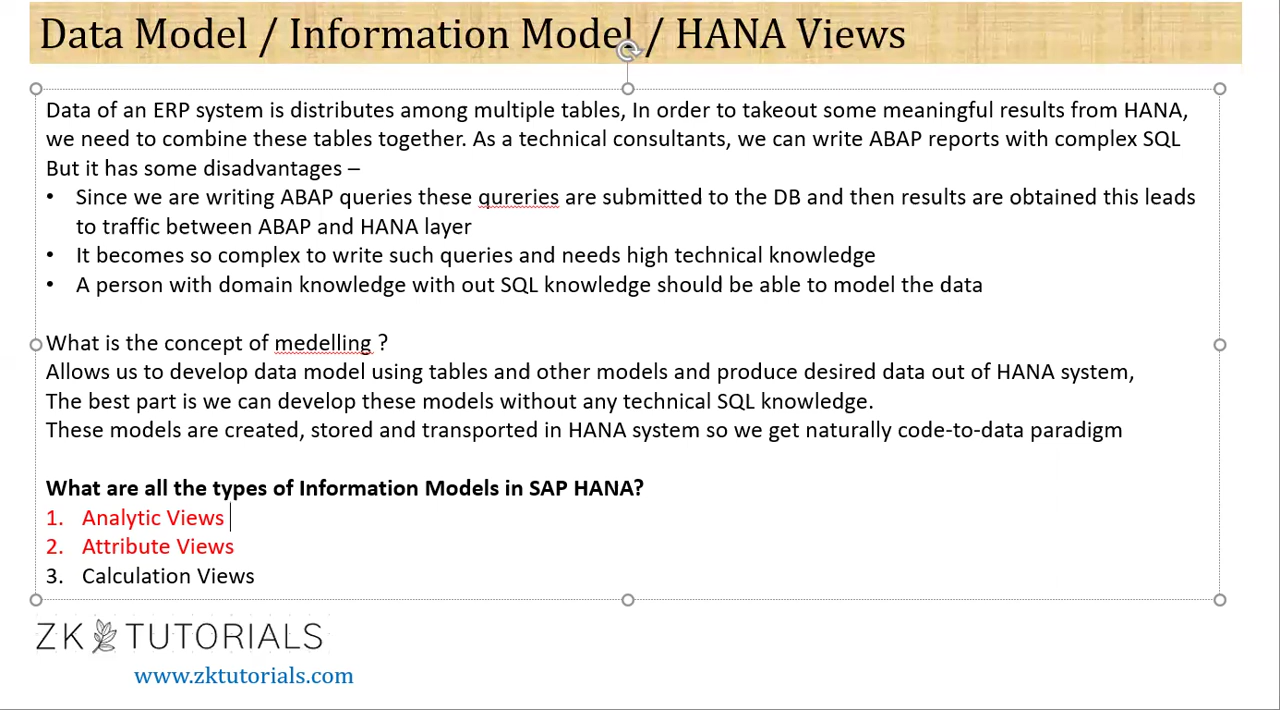 Data Model / Information Model / HANA Views
Data of an ERP system is distributes among multiple tables, In order to takeout some meaningful results from HANA,
we need to combine these tables together. As a technical consultants, we can write ABAP reports with complex SQL
But it has some disadvantages –
• Since we are writing ABAP queries these qureries are submitted to the DB and then results are obtained this leads
to traffic between ABAP and HANA layer
• It becomes so complex to write such queries and needs high technical knowledge
• A person with domain knowledge with out SQL knowledge should be able to model the data
What is the concept of medelling ?
Allows us to develop data model using tables and other models and produce desired data out of HANA system,
The best part is we can develop these models without any technical SQL knowledge.
These models are created, stored and transported in HANA system so we get naturally code-to-data paradigm
What are all the types of Information Models in SAP HANA?
1. Analytic Views
2. Attribute Views
3. Calculation Views
ZK TUTORIALS
www.zktutorials.com